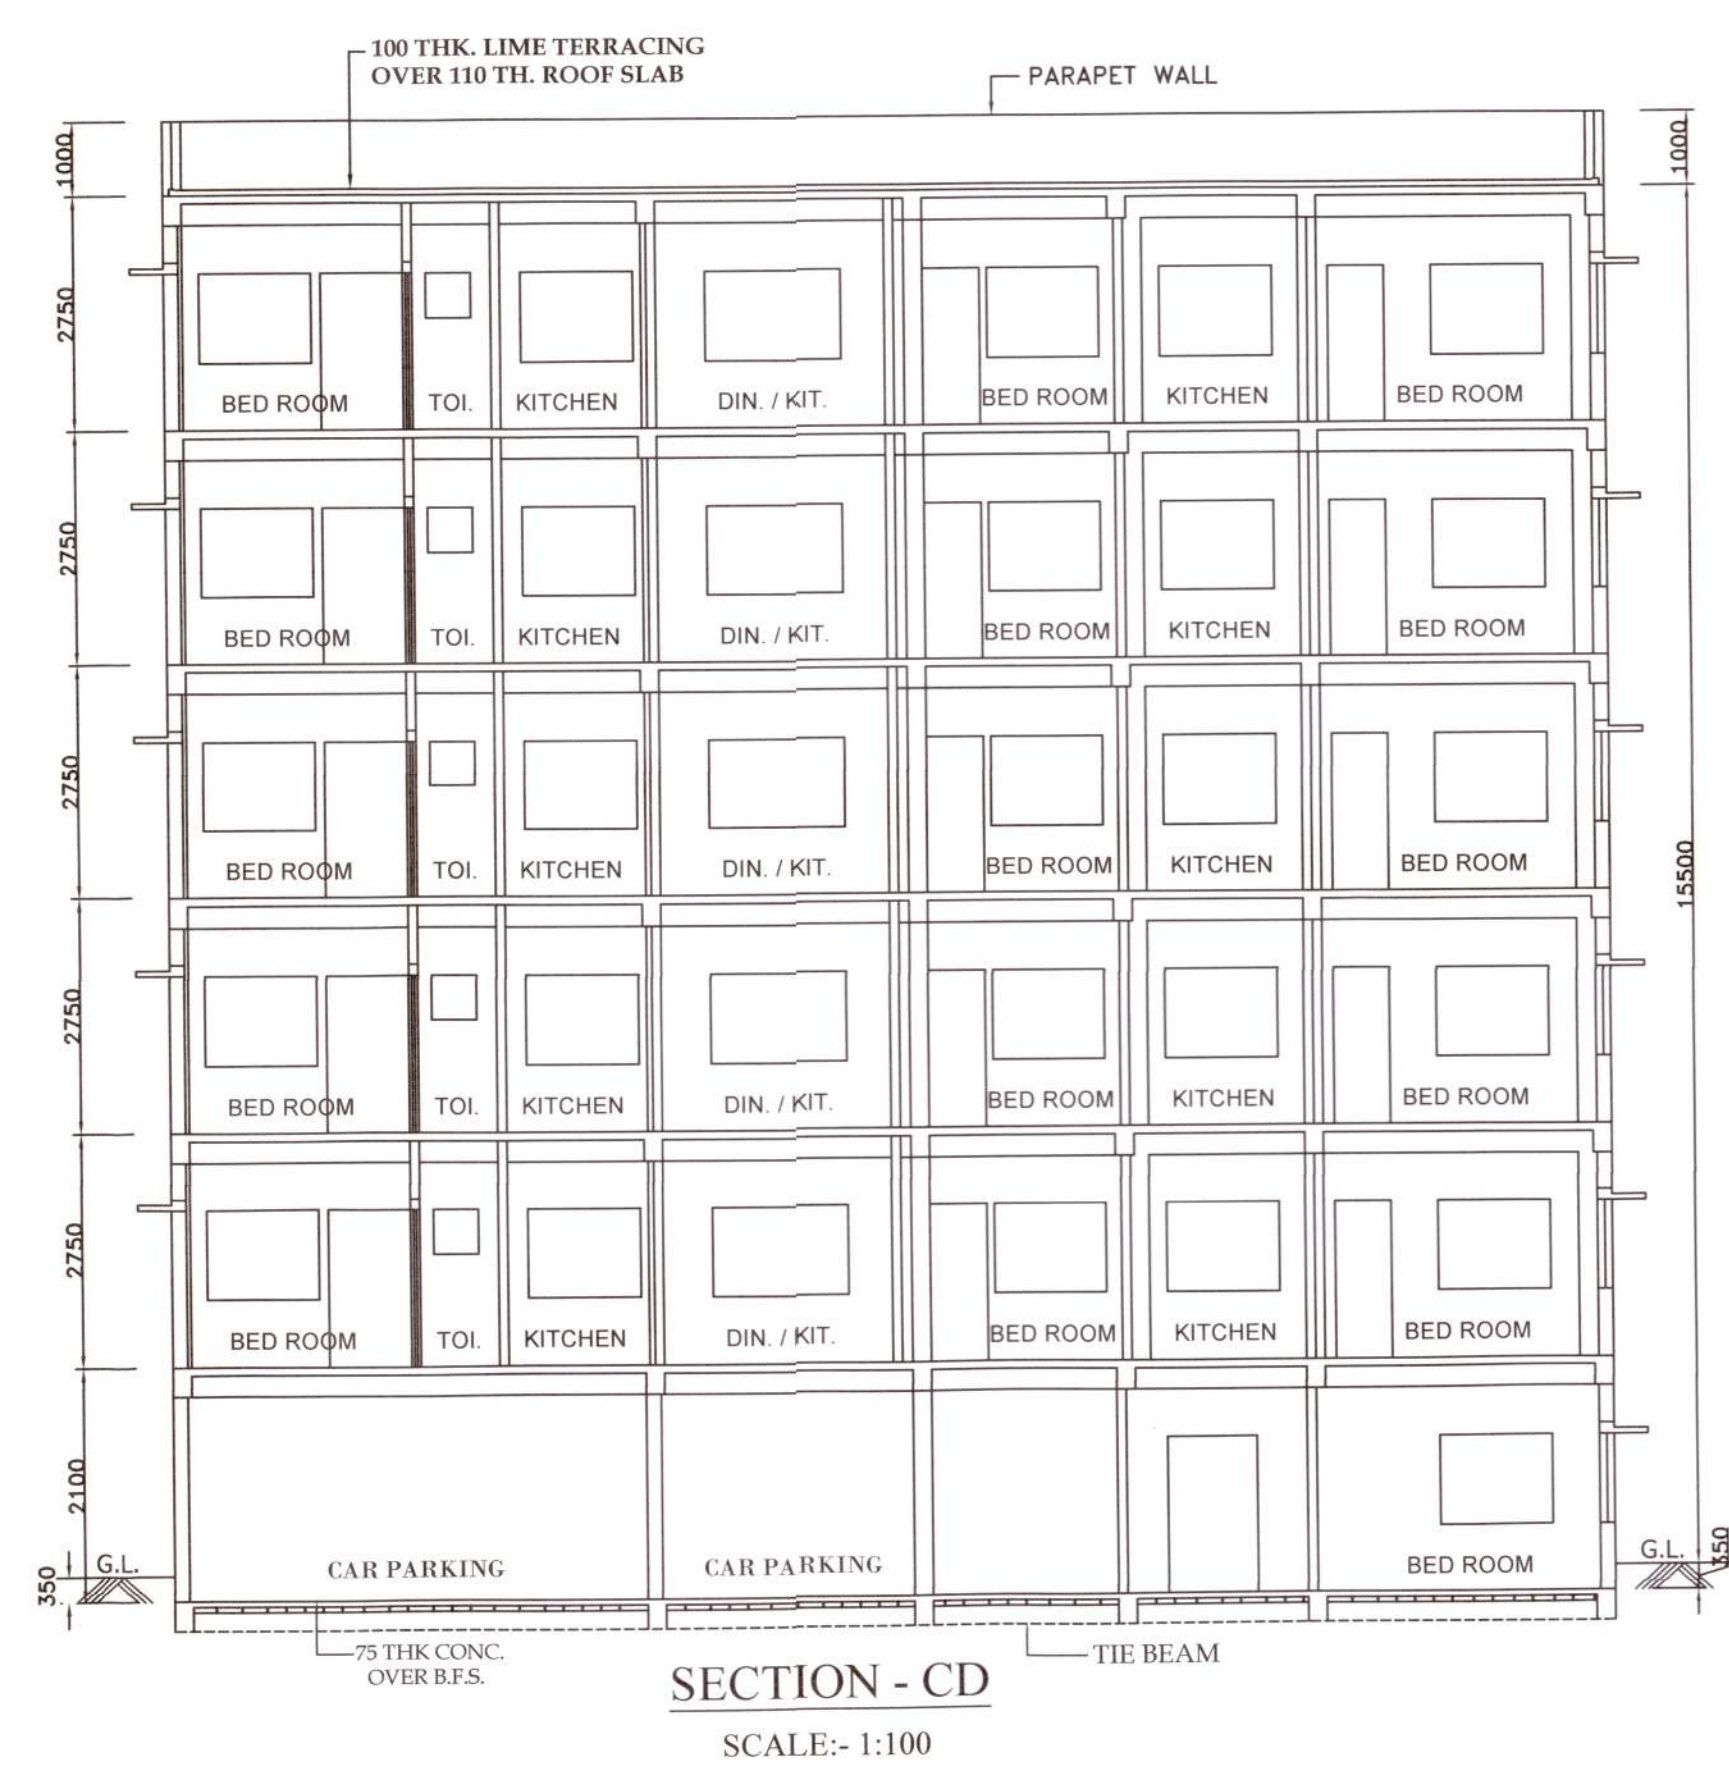 100 THK. LIME TERRACING
OVER 110 TH. ROOF SLAB
PARAPET WALL
1000
1000
2750
BED ROOM TOI. KITCHEN DIN. / KIT. BED ROOM KITCHEN BED ROOM
2750
BED ROOM TOI. KITCHEN DIN. / KIT. BED ROOM KITCHEN BED ROOM
2750
BED ROOM TOI. KITCHEN DIN. / KIT. BED ROOM KITCHEN BED ROOM
15500
2750
BED ROOM TOI. KITCHEN DIN. / KIT. BED ROOM KITCHEN BED ROOM
2750
BED ROOM TOI. KITCHEN DIN. / KIT. BED ROOM KITCHEN BED ROOM
2100
CAR PARKING CAR PARKING BED ROOM
G.L.
G.L.
350
350
75 THK CONC.
OVER B.F.S.
TIE BEAM
SECTION - CD
SCALE:- 1:100